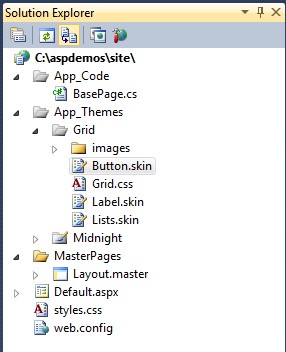 Solution Explorer
C:\aspdemos\site\
App_Code
BasePage.cs
App_Themes
Grid
images
Button.skin
Grid.css
Label.skin
Lists.skin
Midnight
MasterPages
Layout.master
Default.aspx
styles.css
web.config